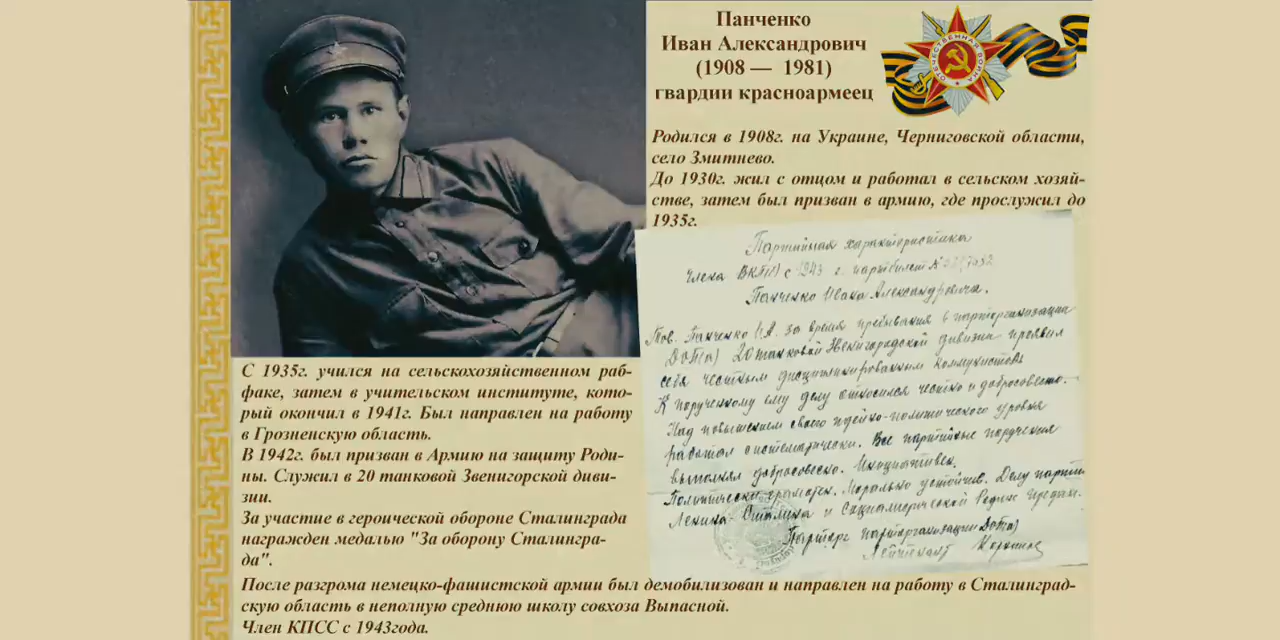 Панченко
Иван Александрович
(1908 — 1981)
гвардии красноармеец
ОТЕЧЕСТВЕННАЯ ВОЙНА
Родился в 1908г. на Украине, Черниговской области,
село Змитнево.
До 1930г. жил с отцом и работал в сельском хозяй-
стве, затем был призван в армию, где прослужил до
1935г.
Партийная характеристика
члена ВКП(б) с 1943 г. партбилет №
Панченко Ивана Александровича.
Тов. Панченко И.А. за время пребывания в парторганизации
20 танковой Звенигородской дивизии проявил
себя честным дисциплинированным коммунистом
К порученному ему делу относился честно и добросовестно.
Над повышением своего идейно-политического уровня
работал систематически. Все партийные поручения
выполнял добросовестно. Инициативен.
Политически грамотен. Морально устойчив. Делу партии
Ленина-Сталина и Социалистической Родине предан.
Парторг парторганизации
Лейтенант
С 1935г. учился на сельскохозяйственном раб-
факе, затем в учительском институте, кото-
рый окончил в 1941г. Был направлен на работу
в Грозненскую область.
В 1942г. был призван в Армию на защиту Роди-
ны. Служил в 20 танковой Звенигорской диви-
зии.
За участие в героической обороне Сталинграда
награжден медалью "За оборону Сталингра-
да".
После разгрома немецко-фашистской армии был демобилизован и направлен на работу в Сталинград-
скую область в неполную среднюю школу совхоза Выпасной.
Член КПСС с 1943года.